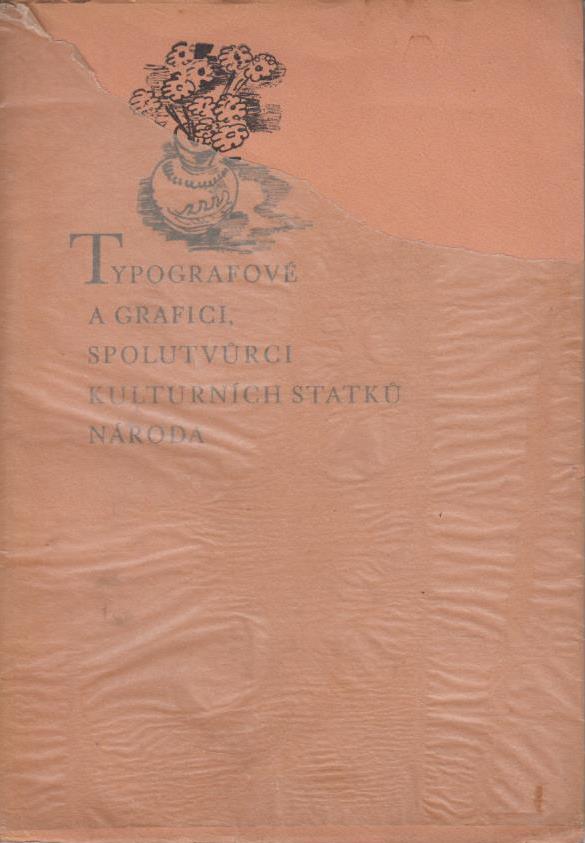 TYPOGRAFOVÉ
A GRAFICI,
SPOLUTVŮRCI
KULTURNÍCH STATKŮ
NÁRODA